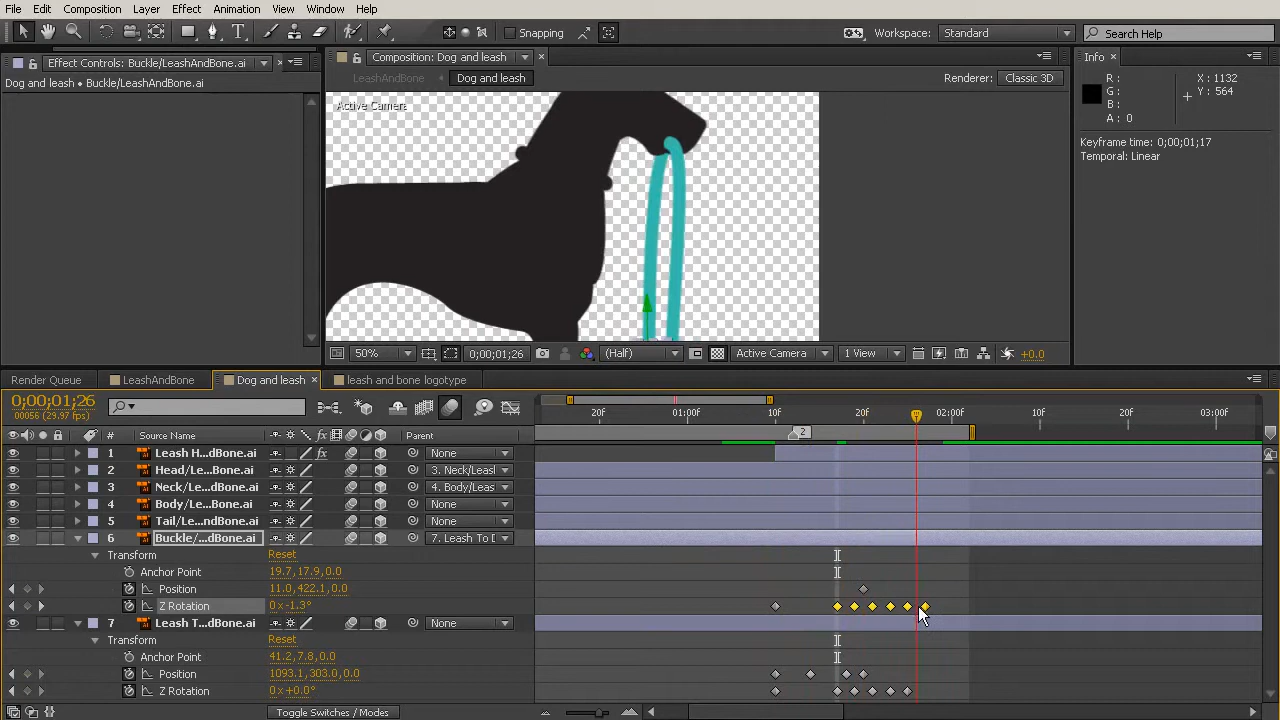 File Edit Composition Layer Effect Animation View Window Help
Snapping Workspace: Standard Search Help
Effect Controls: Buckle/LeashAndBone.ai Composition: Dog and leash Info
Dog and leash • Buckle/LeashAndBone.ai LeashAndBone Dog and leash Renderer: Classic 3D
R: X: 1132
G: Y: 564
B:
A: 0
Active Camera
Keyframe time: 0;00;01;17
Temporal: Linear
50% 0;00;01;26 (Half) Active Camera 1 View +0.0
Render Queue LeashAndBone Dog and leash leash and bone logotype
0;00;01;26
00056 (29.97 fps)
20F 01:00F 10F 20F 02:00F 10F 20F 03:00F
# Source Name fx Parent
2
1 Leash H...dBone.ai fx None
2 Head/Le...Bone.ai 3. Neck/Leasl
3 Neck/Le...dBone.ai 4. Body/Leas
4 Body/Le...Bone.ai None
5 Tail/Le...ndBone.ai None
6 Buckle/...dBone.ai 7. Leash To D
Transform Reset
Anchor Point 19.7,17.9,0.0
Position 11.0,422.1,0.0
Z Rotation 0x-1.3°
7 Leash T...dBone.ai None
Transform Reset
Anchor Point 41.2,7.8,0.0
Position 1093.1,303.0,0.0
Z Rotation 0x+0.0°
Toggle Switches / Modes